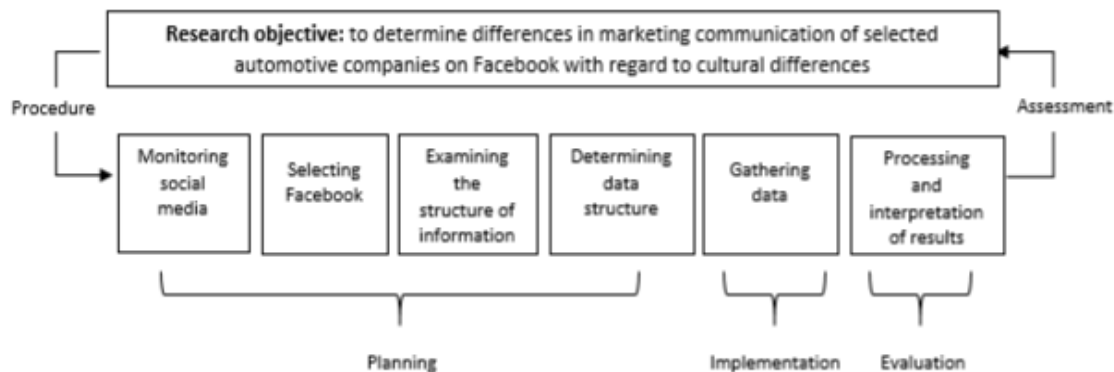 Research objective: to determine differences in marketing communication of selected
automotive companies on Facebook with regard to cultural differences
Procedure
Assessment
Monitoring
social
media
Selecting
Facebook
Examining
the
structure of
information
Determining
data
structure
Gathering
data
Processing
and
interpretation
of results
Planning
Implementation
Evaluation